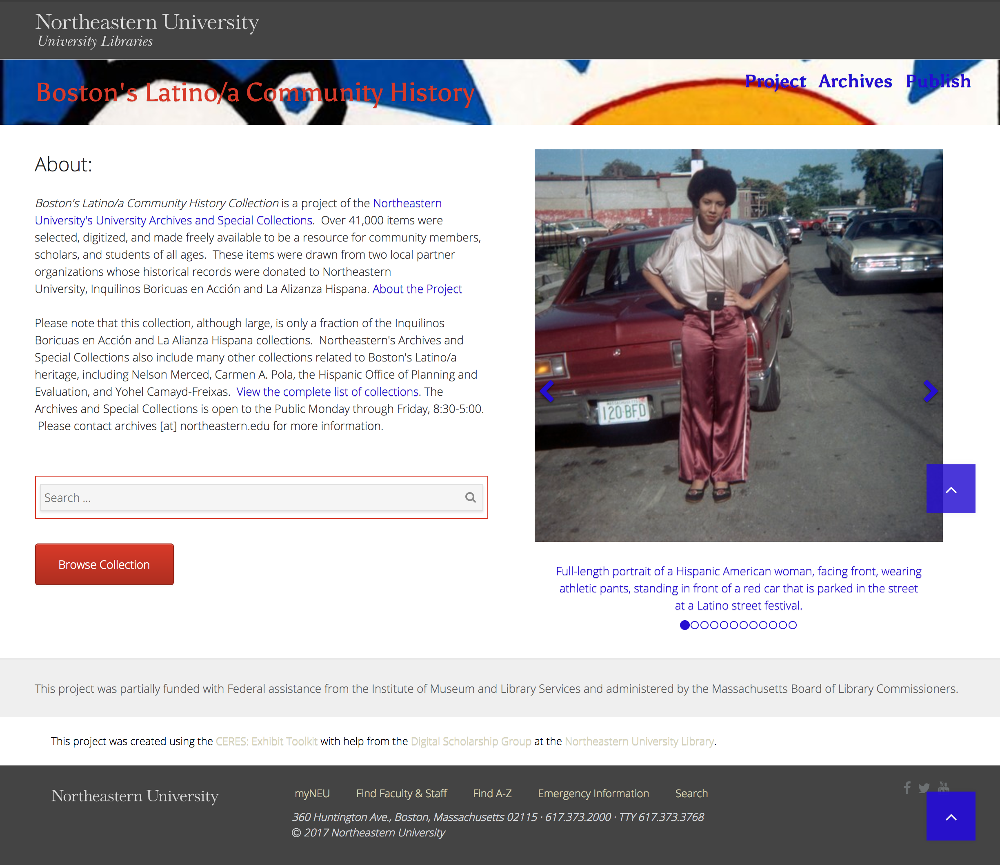 Northeastern University
University Libraries
Boston's Latino/a Community History
Project Archives Publish
About:
Boston's Latino/a Community History Collection is a project of the Northeastern
University's University Archives and Special Collections. Over 41,000 items were
selected, digitized, and made freely available to be a resource for community members,
scholars, and students of all ages. These items were drawn from two local partner
organizations whose historical records were donated to Northeastern
University, Inquilinos Boricuas en Acción and La Alizanza Hispana. About the Project
Please note that this collection, although large, is only a fraction of the Inquilinos
Boricuas en Acción and La Alianza Hispana collections. Northeastern's Archives and
Special Collections also include many other collections related to Boston's Latino/a
heritage, including Nelson Merced, Carmen A. Pola, the Hispanic Office of Planning and
Evaluation, and Yohel Camayd-Freixas. View the complete list of collections. The
Archives and Special Collections is open to the Public Monday through Friday, 8:30-5:00.
Please contact archives [at] northeastern.edu for more information.
Search ...
Browse Collection
MASSACHUSETTS
120·BFD
Full-length portrait of a Hispanic American woman, facing front, wearing
athletic pants, standing in front of a red car that is parked in the street
at a Latino street festival.
This project was partially funded with Federal assistance from the Institute of Museum and Library Services and administered by the Massachusetts Board of Library Commissioners.
This project was created using the CERES: Exhibit Toolkit with help from the Digital Scholarship Group at the Northeastern University Library.
Northeastern University
myNEU Find Faculty & Staff Find A-Z Emergency Information Search
360 Huntington Ave., Boston, Massachusetts 02115 · 617.373.2000 · TTY 617.373.3768
© 2017 Northeastern University
You
Tube